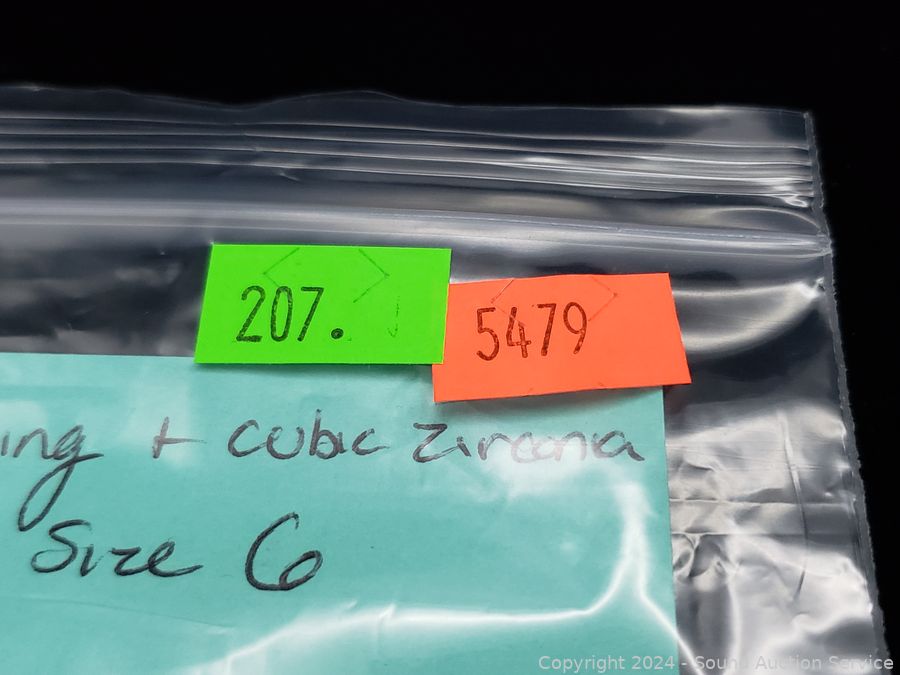 207.
5479
ing + cubic zirconia
Size 6
Copyright 2024 - Sound Auction Service